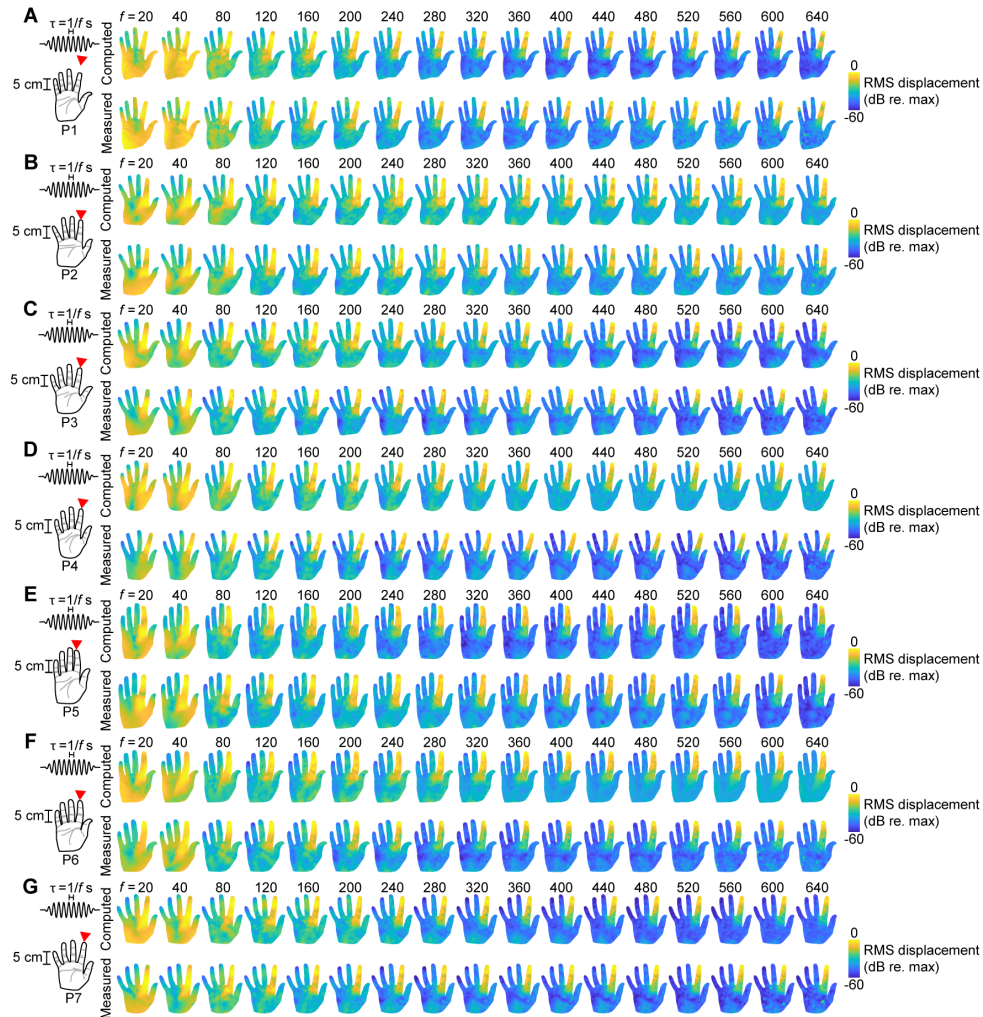 A
τ=1/f s
f = 20 40 80 120 160 200 240 280 320 360 400 440 480 520 560 600 640
Computed
5 cm
P1
Measured
0
RMS displacement
(dB re. max)
-60
B
τ=1/f s
f = 20 40 80 120 160 200 240 280 320 360 400 440 480 520 560 600 640
Computed
5 cm
P2
Measured
0
RMS displacement
(dB re. max)
-60
C
τ=1/f s
f = 20 40 80 120 160 200 240 280 320 360 400 440 480 520 560 600 640
Computed
5 cm
P3
Measured
0
RMS displacement
(dB re. max)
-60
D
τ=1/f s
f = 20 40 80 120 160 200 240 280 320 360 400 440 480 520 560 600 640
Computed
5 cm
P4
Measured
0
RMS displacement
(dB re. max)
-60
E
τ=1/f s
f = 20 40 80 120 160 200 240 280 320 360 400 440 480 520 560 600 640
Computed
5 cm
P5
Measured
0
RMS displacement
(dB re. max)
-60
F
τ=1/f s
f = 20 40 80 120 160 200 240 280 320 360 400 440 480 520 560 600 640
Computed
5 cm
P6
Measured
0
RMS displacement
(dB re. max)
-60
G
τ=1/f s
f = 20 40 80 120 160 200 240 280 320 360 400 440 480 520 560 600 640
Computed
5 cm
P7
Measured
0
RMS displacement
(dB re. max)
-60